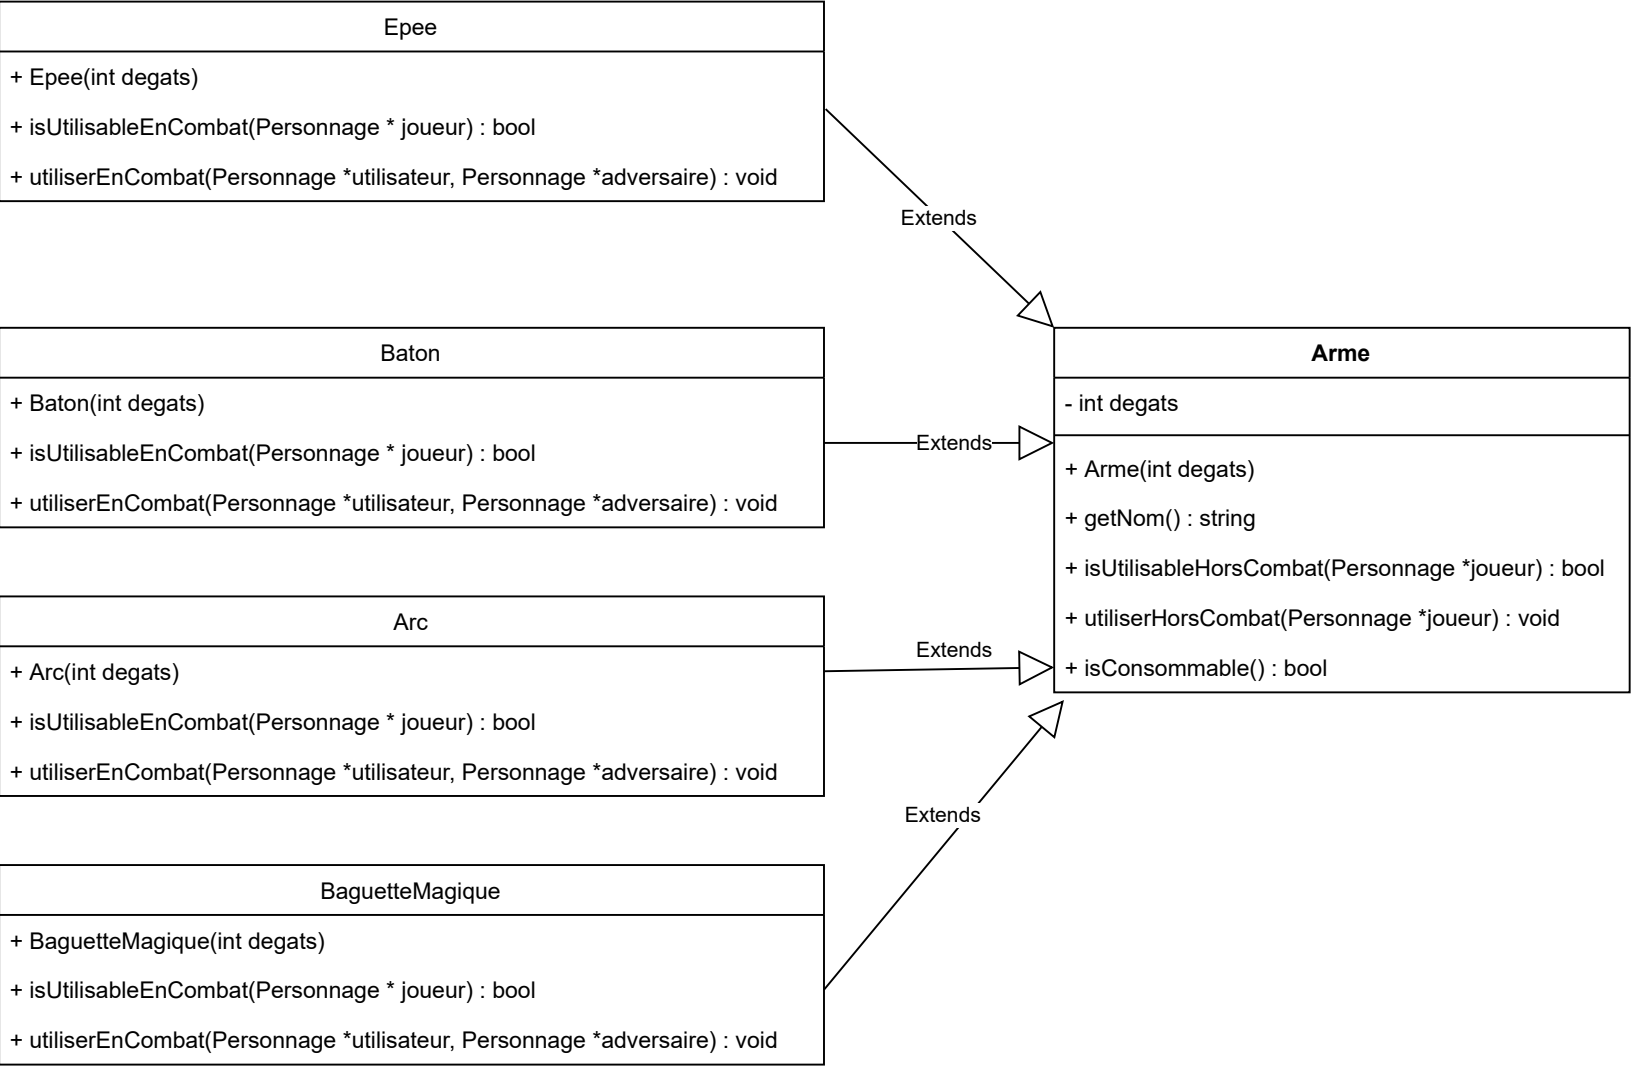 Epee
+ Epee(int degats)
+ isUtilisableEnCombat(Personnage * joueur) : bool
+ utiliserEnCombat(Personnage *utilisateur, Personnage *adversaire) : void
Extends
Baton
+ Baton(int degats)
+ isUtilisableEnCombat(Personnage * joueur) : bool
+ utiliserEnCombat(Personnage *utilisateur, Personnage *adversaire) : void
Extends
Arme
- int degats
+ Arme(int degats)
+ getNom() : string
+ isUtilisableHorsCombat(Personnage *joueur) : bool
+ utiliserHorsCombat(Personnage *joueur) : void
+ isConsommable() : bool
Arc
+ Arc(int degats)
+ isUtilisableEnCombat(Personnage * joueur) : bool
+ utiliserEnCombat(Personnage *utilisateur, Personnage *adversaire) : void
Extends
BaguetteMagique
+ BaguetteMagique(int degats)
+ isUtilisableEnCombat(Personnage * joueur) : bool
+ utiliserEnCombat(Personnage *utilisateur, Personnage *adversaire) : void
Extends